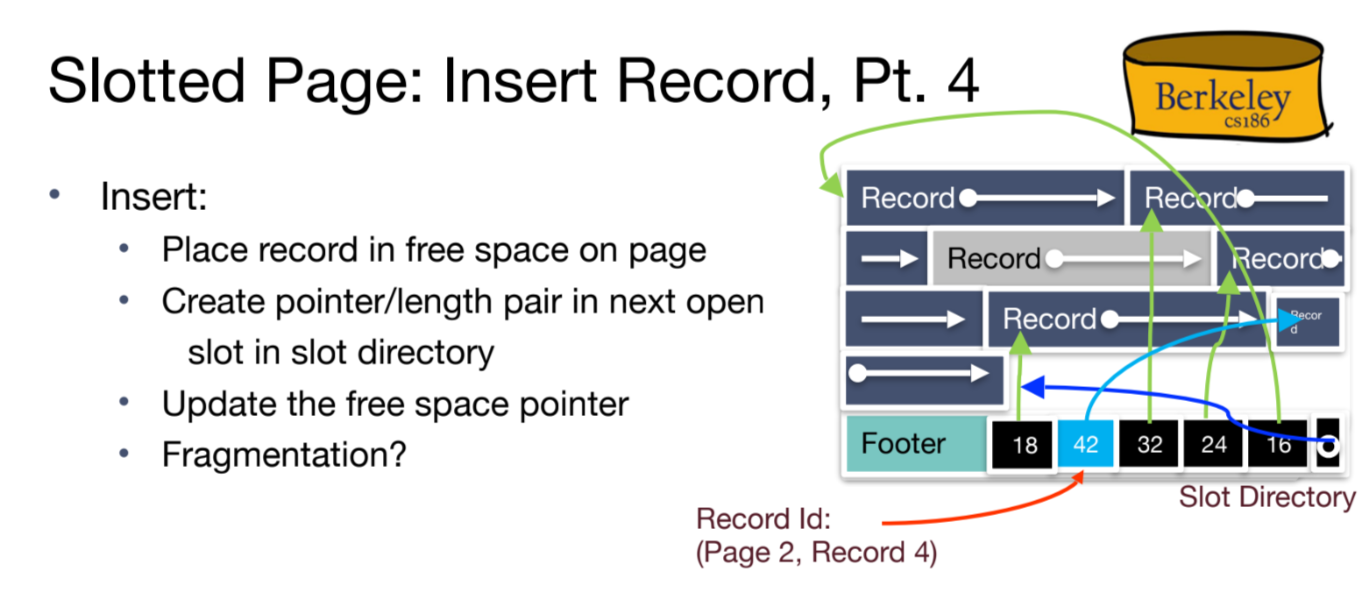 Slotted Page: Insert Record, Pt. 4
Berkeley
cs186
• Insert:
• Place record in free space on page
• Create pointer/length pair in next open
slot in slot directory
• Update the free space pointer
• Fragmentation?
Record
Record
Record
Record
Record
Recor
d
Footer
18
42
32
24
16
Slot Directory
Record Id:
(Page 2, Record 4)